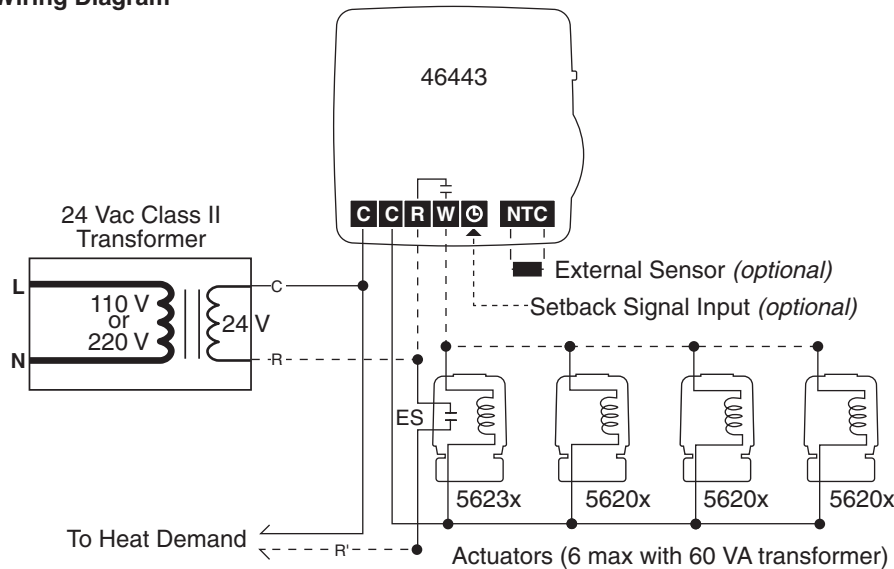 Wiring Diagram
46443
C C R W NTC
24 Vac Class II
Transformer
L
N
110 V
or
220 V
24 V
C
R
External Sensor (optional)
Setback Signal Input (optional)
ES
5623x
5620x
5620x
5620x
To Heat Demand
R'
Actuators (6 max with 60 VA transformer)